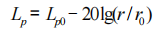 Lp = Lp0 − 20lg(r / r0)